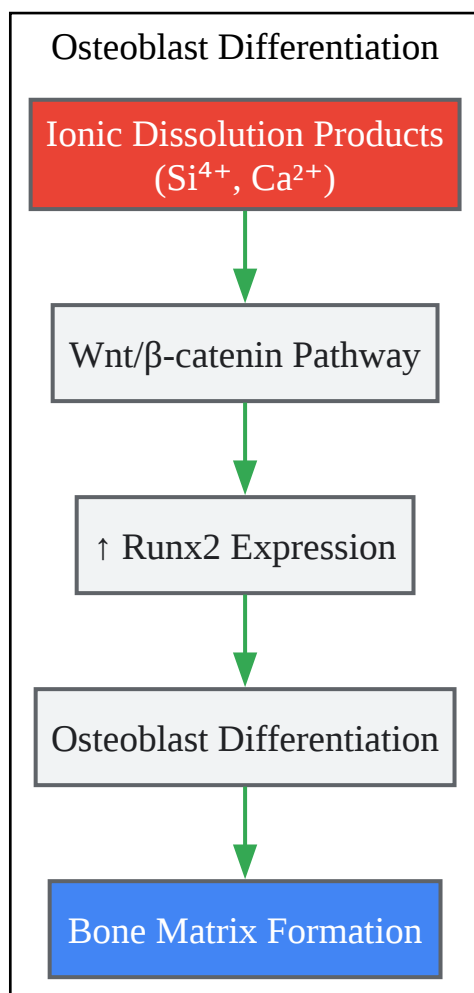 Osteoblast Differentiation
Ionic Dissolution Products
(Si⁴⁺, Ca²⁺)
Wnt/β-catenin Pathway
↑ Runx2 Expression
Osteoblast Differentiation
Bone Matrix Formation